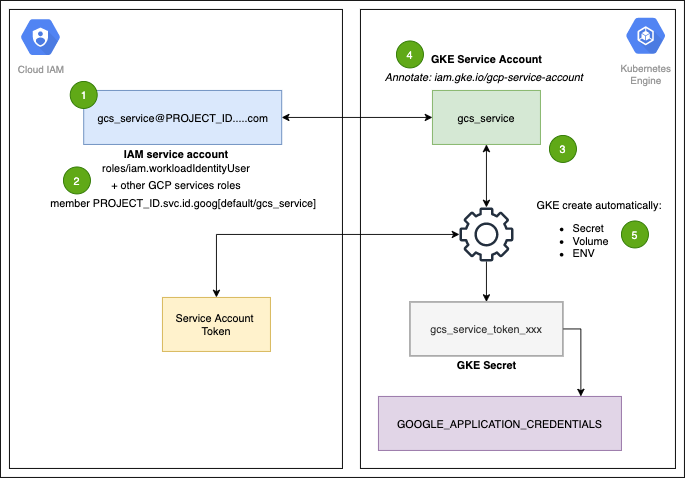 Cloud IAM
1
gcs_service@PROJECT_ID.....com
IAM service account
roles/iam.workloadIdentityUser
2
+ other GCP services roles
member PROJECT_ID.svc.id.goog[default/gcs_service]
Service Account
Token
4
GKE Service Account
Annotate: iam.gke.io/gcp-service-account
Kubernetes
Engine
gcs_service
3
GKE create automatically:
• Secret
• Volume
• ENV
5
gcs_service_token_xxx
GKE Secret
GOOGLE_APPLICATION_CREDENTIALS